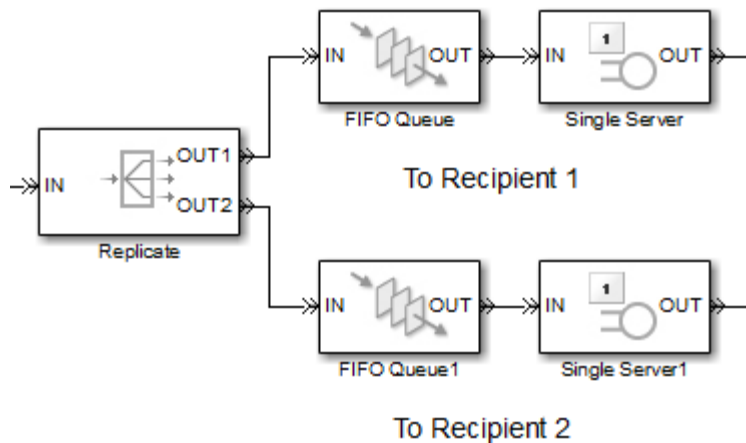 IN OUT
FIFO Queue
1
IN OUT
Single Server
To Recipient 1
IN OUT1
OUT2
Replicate
IN OUT
FIFO Queue1
1
IN OUT
Single Server1
To Recipient 2